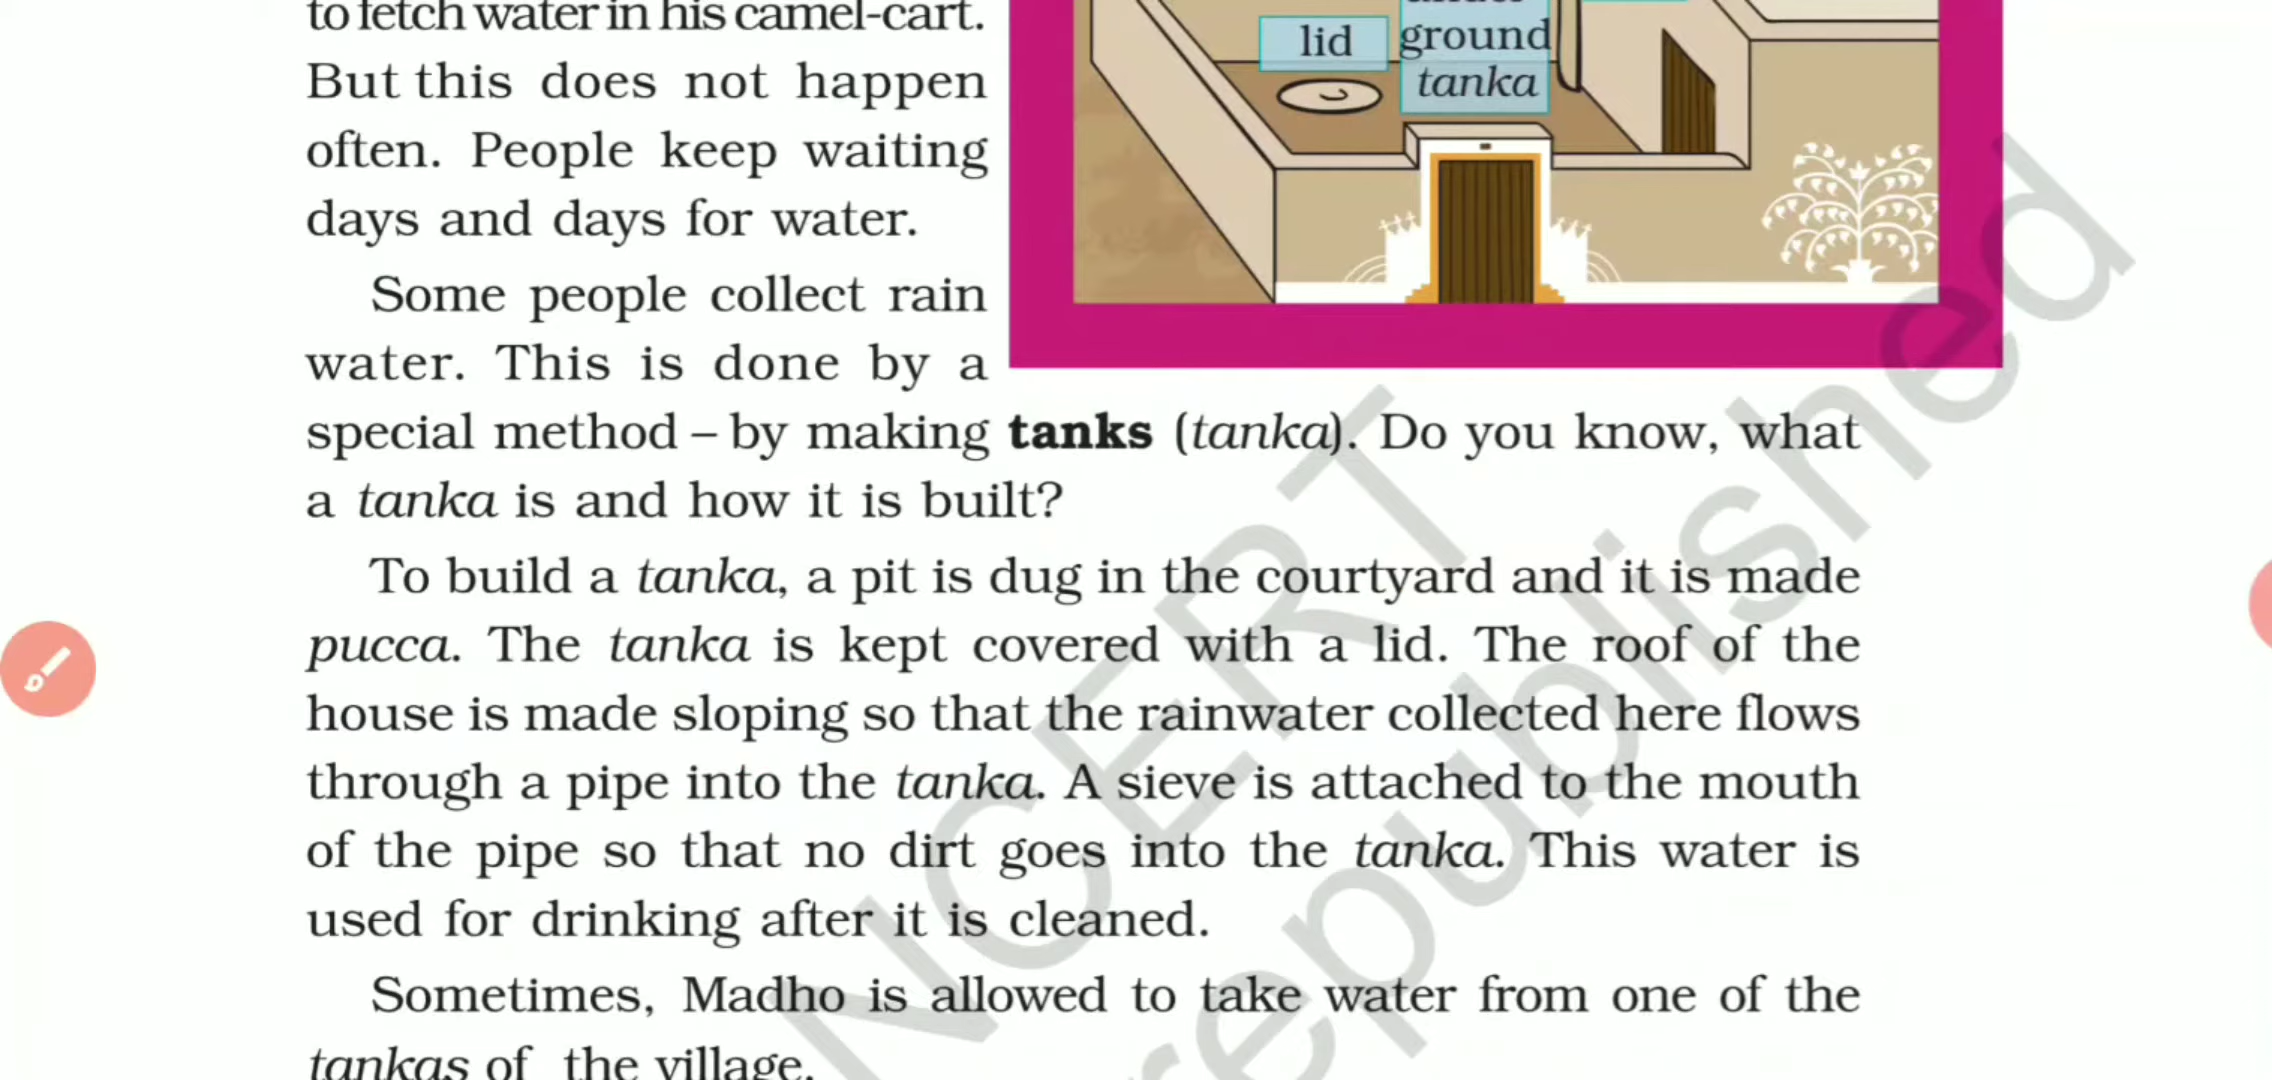 to fetch water in his camel-cart.
But this does not happen
often. People keep waiting
days and days for water.
Some people collect rain
water. This is done by a
special method – by making tanks (tanka). Do you know, what
a tanka is and how it is built?
To build a tanka, a pit is dug in the courtyard and it is made
pucca. The tanka is kept covered with a lid. The roof of the
house is made sloping so that the rainwater collected here flows
through a pipe into the tanka. A sieve is attached to the mouth
of the pipe so that no dirt goes into the tanka. This water is
used for drinking after it is cleaned.
Sometimes, Madho is allowed to take water from one of the
tankas of the village.
lid
ground
tanka
NCERT
republished